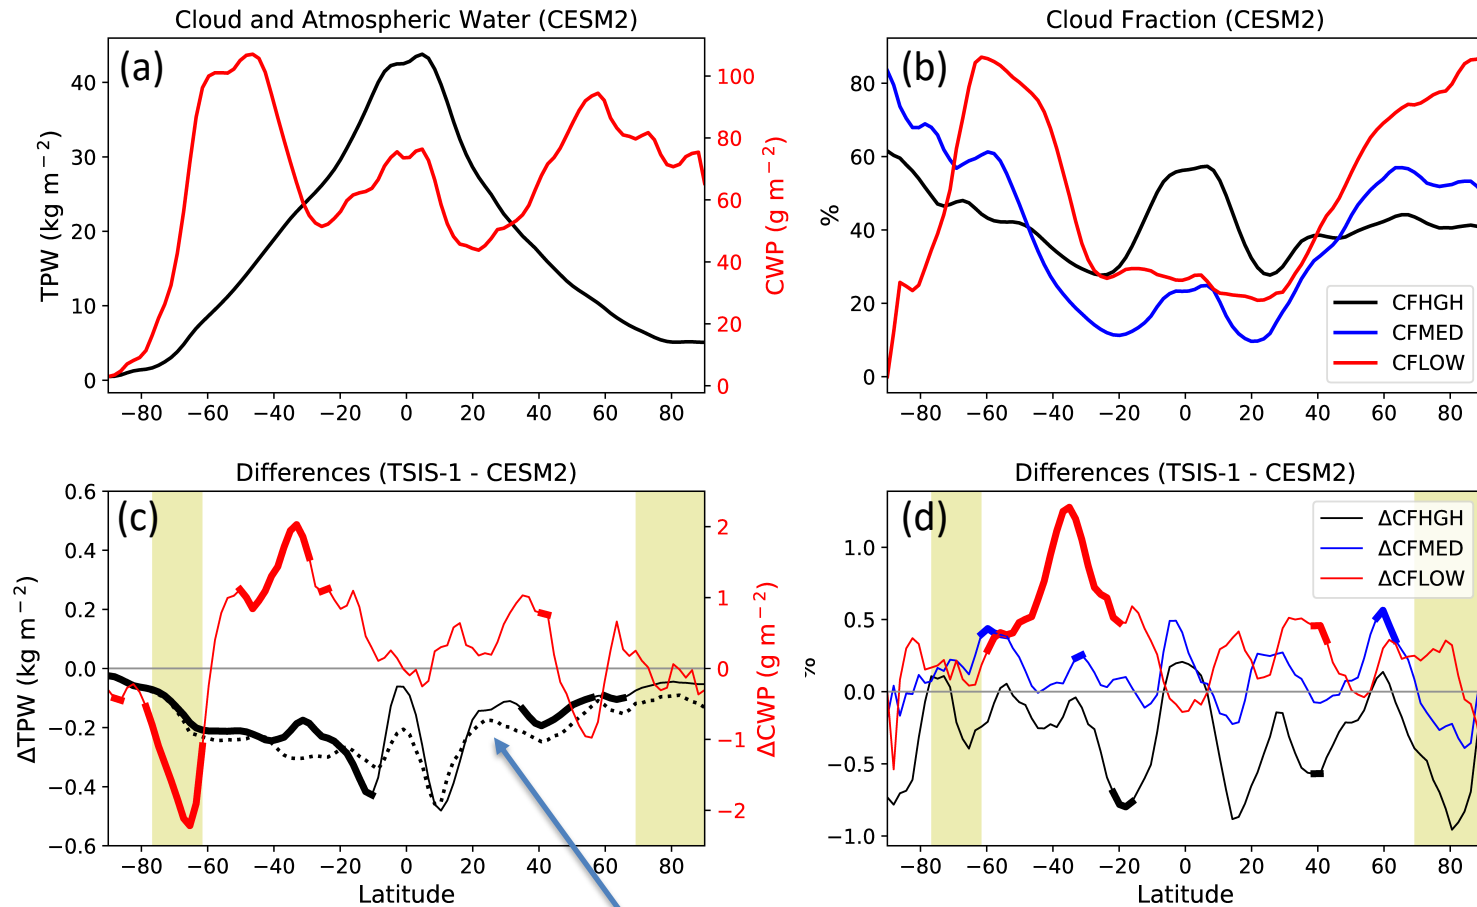 Cloud and Atmospheric Water (CESM2)
(a)
TPW (kg m⁻²)
40
30
20
10
0
CWP (g m⁻²)
100
80
60
40
20
0
−80 −60 −40 −20 0 20 40 60 80
Cloud Fraction (CESM2)
(b)
%
80
60
40
20
0
CFHGH
CFMED
CFLOW
−80 −60 −40 −20 0 20 40 60 80
Differences (TSIS-1 - CESM2)
(c)
ΔTPW (kg m⁻²)
0.6
0.4
0.2
0.0
−0.2
−0.4
−0.6
ΔCWP (g m⁻²)
2
1
0
−1
−2
−80 −60 −40 −20 0 20 40 60 80
Latitude
Differences (TSIS-1 - CESM2)
(d)
%
1.0
0.5
0.0
−0.5
−1.0
ΔCFHGH
ΔCFMED
ΔCFLOW
−80 −60 −40 −20 0 20 40 60 80
Latitude